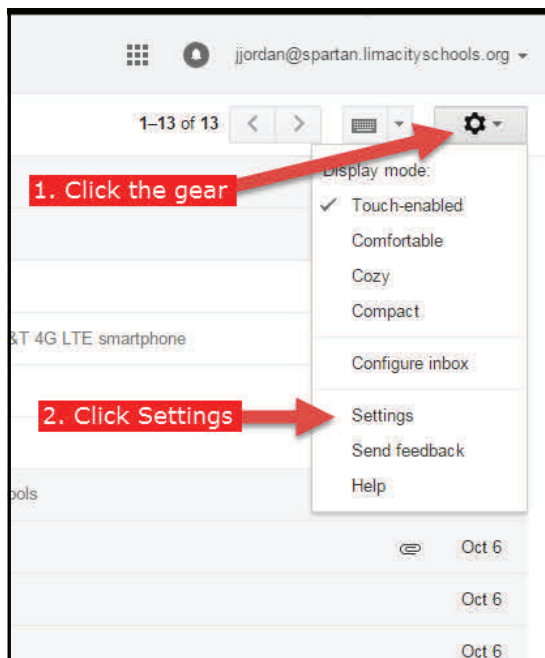 jjordan@spartan.limacityschools.org
1–13 of 13
1. Click the gear
Display mode:
Touch-enabled
Comfortable
Cozy
Compact
&T 4G LTE smartphone
Configure inbox
2. Click Settings
Settings
Send feedback
Help
ools
Oct 6
Oct 6
Oct 6